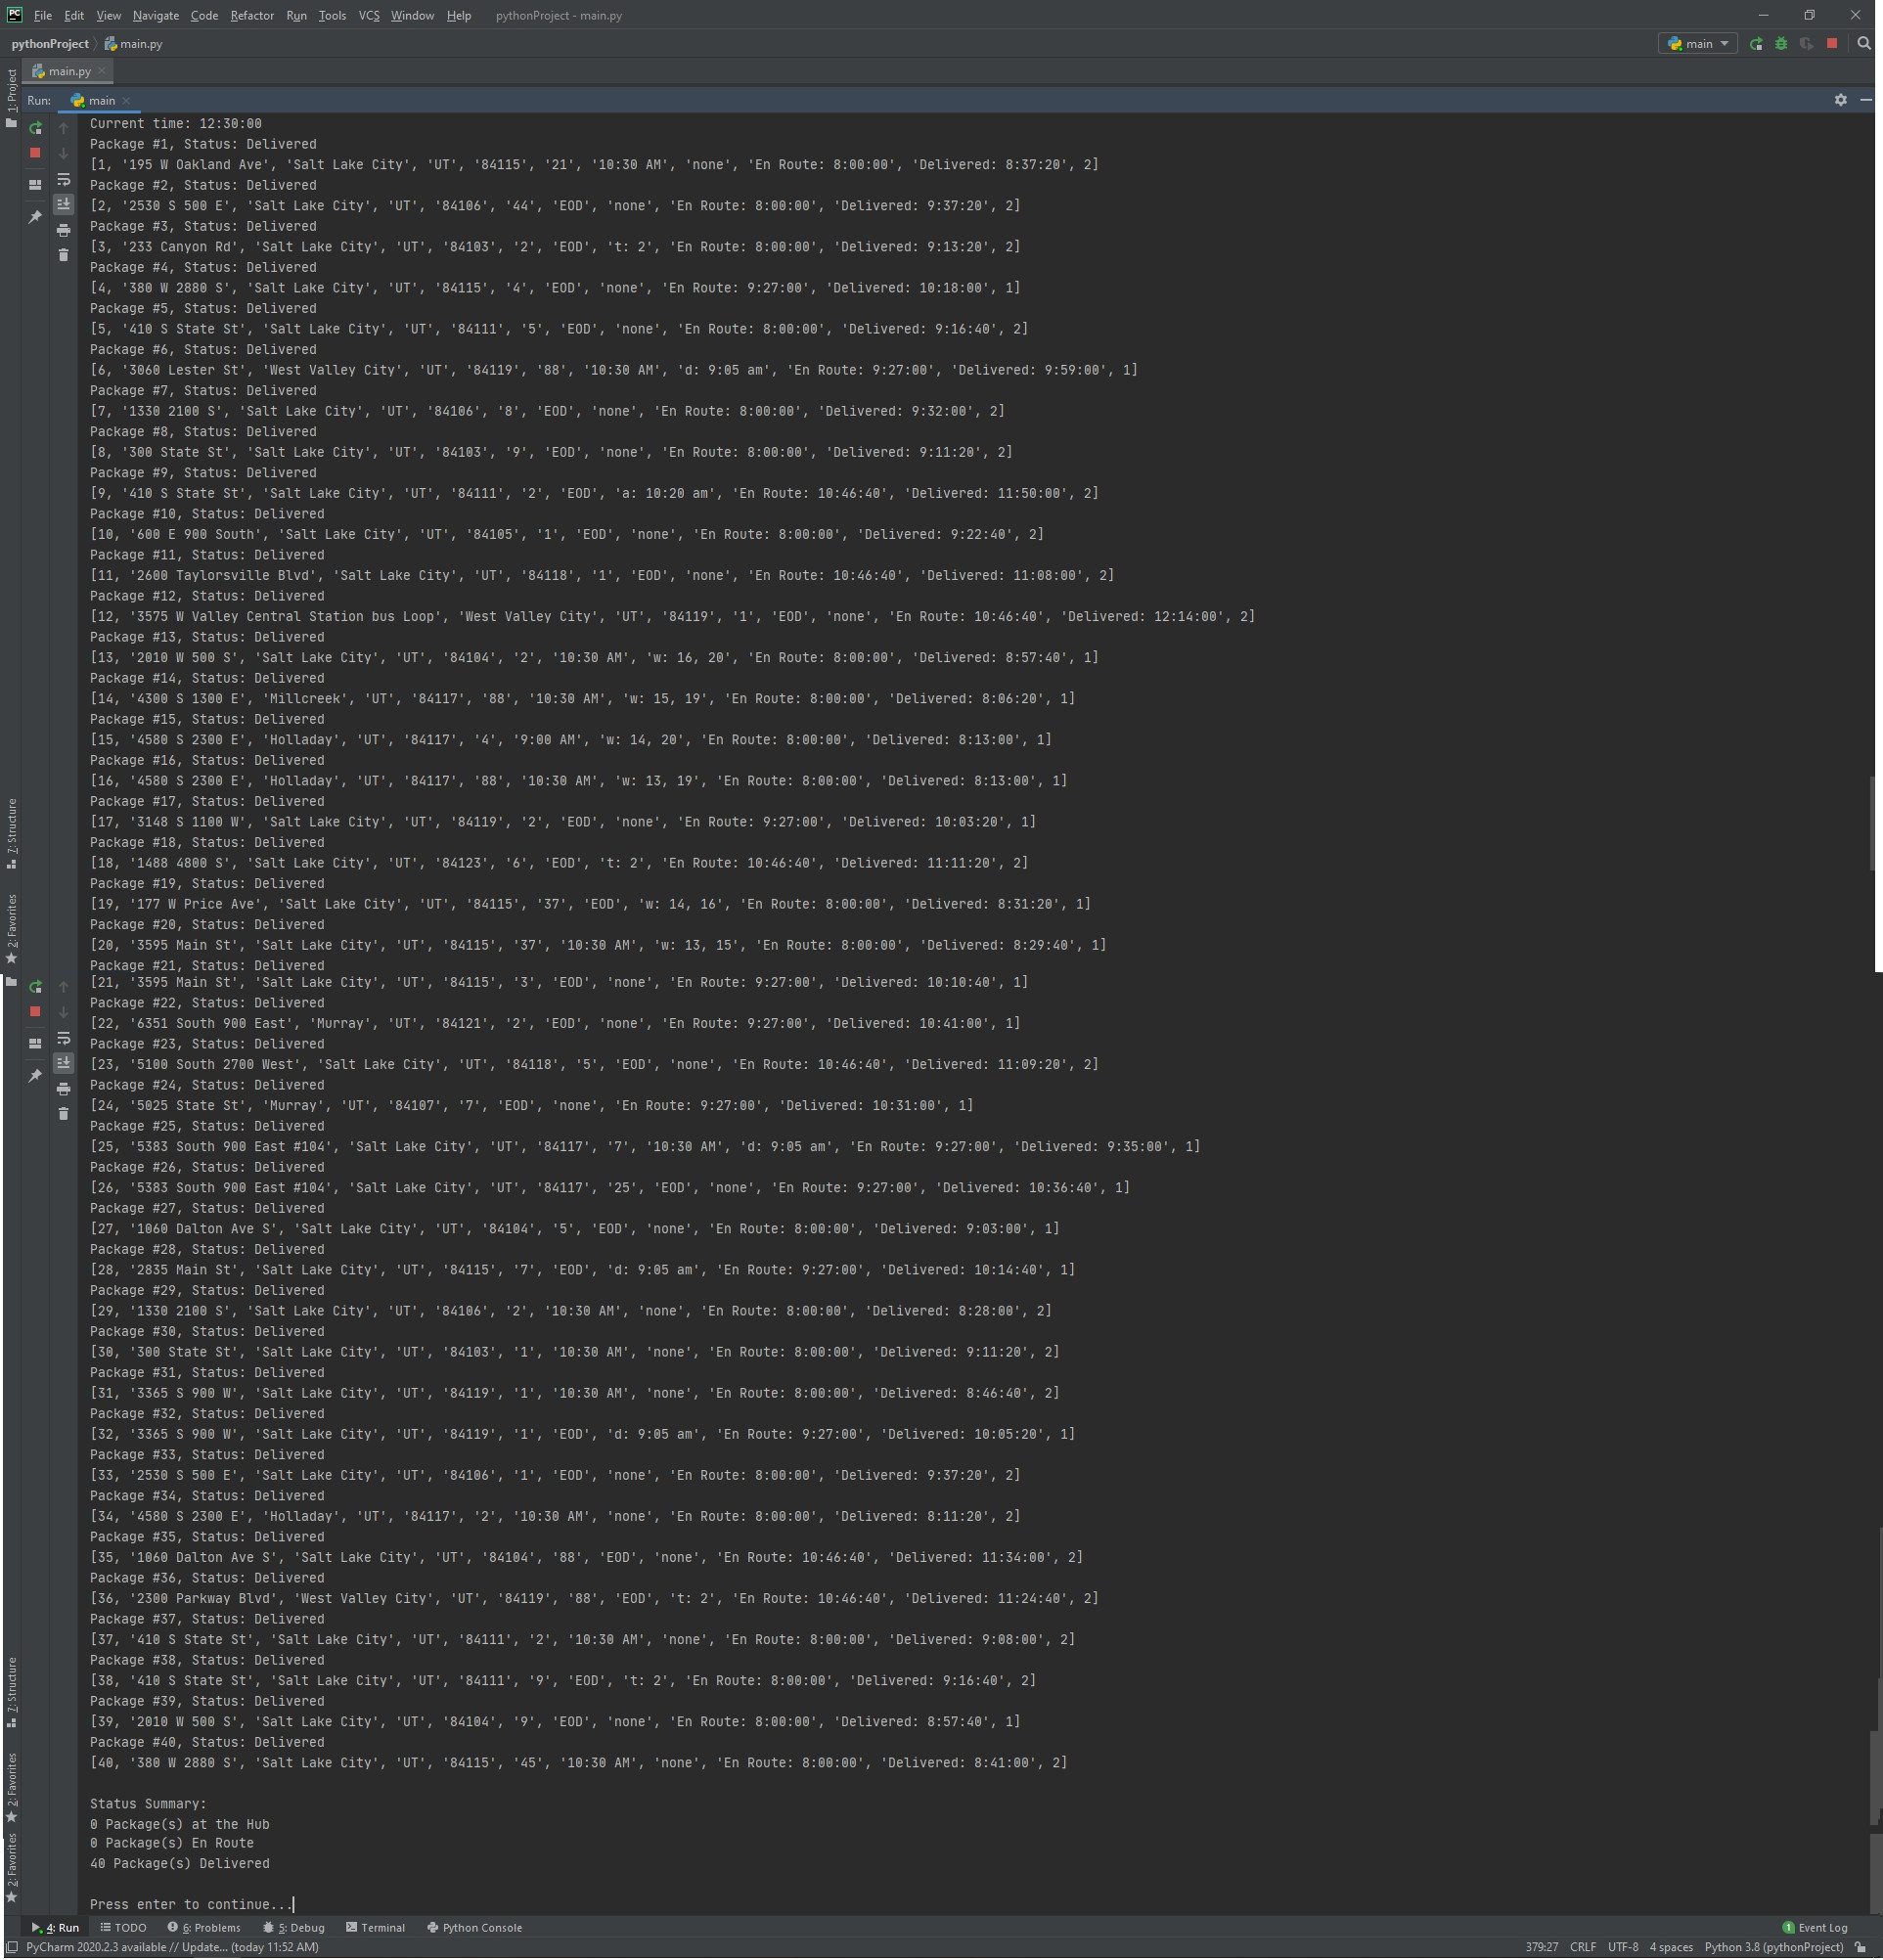 File Edit View Navigate Code Refactor Run Tools VCS Window Help pythonProject - main.py
pythonProject main.py main
main.py
1: Project
Run: main
Current time: 12:30:00
Package #1, Status: Delivered
[1, '195 W Oakland Ave', 'Salt Lake City', 'UT', '84115', '21', '10:30 AM', 'none', 'En Route: 8:00:00', 'Delivered: 8:37:20', 2]
Package #2, Status: Delivered
[2, '2530 S 500 E', 'Salt Lake City', 'UT', '84106', '44', 'EOD', 'none', 'En Route: 8:00:00', 'Delivered: 9:37:20', 2]
Package #3, Status: Delivered
[3, '233 Canyon Rd', 'Salt Lake City', 'UT', '84103', '2', 'EOD', 't: 2', 'En Route: 8:00:00', 'Delivered: 9:13:20', 2]
Package #4, Status: Delivered
[4, '380 W 2880 S', 'Salt Lake City', 'UT', '84115', '4', 'EOD', 'none', 'En Route: 9:27:00', 'Delivered: 10:18:00', 1]
Package #5, Status: Delivered
[5, '410 S State St', 'Salt Lake City', 'UT', '84111', '5', 'EOD', 'none', 'En Route: 8:00:00', 'Delivered: 9:16:40', 2]
Package #6, Status: Delivered
[6, '3060 Lester St', 'West Valley City', 'UT', '84119', '88', '10:30 AM', 'd: 9:05 am', 'En Route: 9:27:00', 'Delivered: 9:59:00', 1]
Package #7, Status: Delivered
[7, '1330 2100 S', 'Salt Lake City', 'UT', '84106', '8', 'EOD', 'none', 'En Route: 8:00:00', 'Delivered: 9:32:00', 2]
Package #8, Status: Delivered
[8, '300 State St', 'Salt Lake City', 'UT', '84103', '9', 'EOD', 'none', 'En Route: 8:00:00', 'Delivered: 9:11:20', 2]
Package #9, Status: Delivered
[9, '410 S State St', 'Salt Lake City', 'UT', '84111', '2', 'EOD', 'a: 10:20 am', 'En Route: 10:46:40', 'Delivered: 11:50:00', 2]
Package #10, Status: Delivered
[10, '600 E 900 South', 'Salt Lake City', 'UT', '84105', '1', 'EOD', 'none', 'En Route: 8:00:00', 'Delivered: 9:22:40', 2]
Package #11, Status: Delivered
[11, '2600 Taylorsville Blvd', 'Salt Lake City', 'UT', '84118', '1', 'EOD', 'none', 'En Route: 10:46:40', 'Delivered: 11:08:00', 2]
Package #12, Status: Delivered
[12, '3575 W Valley Central Station bus Loop', 'West Valley City', 'UT', '84119', '1', 'EOD', 'none', 'En Route: 10:46:40', 'Delivered: 12:14:00', 2]
Package #13, Status: Delivered
[13, '2010 W 500 S', 'Salt Lake City', 'UT', '84104', '2', '10:30 AM', 'w: 16, 20', 'En Route: 8:00:00', 'Delivered: 8:57:40', 1]
Package #14, Status: Delivered
[14, '4300 S 1300 E', 'Millcreek', 'UT', '84117', '88', '10:30 AM', 'w: 15, 19', 'En Route: 8:00:00', 'Delivered: 8:06:20', 1]
Package #15, Status: Delivered
[15, '4580 S 2300 E', 'Holladay', 'UT', '84117', '4', '9:00 AM', 'w: 14, 20', 'En Route: 8:00:00', 'Delivered: 8:13:00', 1]
Package #16, Status: Delivered
[16, '4580 S 2300 E', 'Holladay', 'UT', '84117', '88', '10:30 AM', 'w: 13, 19', 'En Route: 8:00:00', 'Delivered: 8:13:00', 1]
Package #17, Status: Delivered
[17, '3148 S 1100 W', 'Salt Lake City', 'UT', '84119', '2', 'EOD', 'none', 'En Route: 9:27:00', 'Delivered: 10:03:20', 1]
Package #18, Status: Delivered
[18, '1488 4800 S', 'Salt Lake City', 'UT', '84123', '6', 'EOD', 't: 2', 'En Route: 10:46:40', 'Delivered: 11:11:20', 2]
Package #19, Status: Delivered
[19, '177 W Price Ave', 'Salt Lake City', 'UT', '84115', '37', 'EOD', 'w: 14, 16', 'En Route: 8:00:00', 'Delivered: 8:31:20', 1]
Package #20, Status: Delivered
[20, '3595 Main St', 'Salt Lake City', 'UT', '84115', '37', '10:30 AM', 'w: 13, 15', 'En Route: 8:00:00', 'Delivered: 8:29:40', 1]
Package #21, Status: Delivered
[21, '3595 Main St', 'Salt Lake City', 'UT', '84115', '3', 'EOD', 'none', 'En Route: 9:27:00', 'Delivered: 10:10:40', 1]
Package #22, Status: Delivered
[22, '6351 South 900 East', 'Murray', 'UT', '84121', '2', 'EOD', 'none', 'En Route: 9:27:00', 'Delivered: 10:41:00', 1]
Package #23, Status: Delivered
[23, '5100 South 2700 West', 'Salt Lake City', 'UT', '84118', '5', 'EOD', 'none', 'En Route: 10:46:40', 'Delivered: 11:09:20', 2]
Package #24, Status: Delivered
[24, '5025 State St', 'Murray', 'UT', '84107', '7', 'EOD', 'none', 'En Route: 9:27:00', 'Delivered: 10:31:00', 1]
Package #25, Status: Delivered
[25, '5383 South 900 East #104', 'Salt Lake City', 'UT', '84117', '7', '10:30 AM', 'd: 9:05 am', 'En Route: 9:27:00', 'Delivered: 9:35:00', 1]
Package #26, Status: Delivered
[26, '5383 South 900 East #104', 'Salt Lake City', 'UT', '84117', '25', 'EOD', 'none', 'En Route: 9:27:00', 'Delivered: 10:36:40', 1]
Package #27, Status: Delivered
[27, '1060 Dalton Ave S', 'Salt Lake City', 'UT', '84104', '5', 'EOD', 'none', 'En Route: 8:00:00', 'Delivered: 9:03:00', 1]
Package #28, Status: Delivered
[28, '2835 Main St', 'Salt Lake City', 'UT', '84115', '7', 'EOD', 'd: 9:05 am', 'En Route: 9:27:00', 'Delivered: 10:14:40', 1]
Package #29, Status: Delivered
[29, '1330 2100 S', 'Salt Lake City', 'UT', '84106', '2', '10:30 AM', 'none', 'En Route: 8:00:00', 'Delivered: 8:28:00', 2]
Package #30, Status: Delivered
[30, '300 State St', 'Salt Lake City', 'UT', '84103', '1', '10:30 AM', 'none', 'En Route: 8:00:00', 'Delivered: 9:11:20', 2]
Package #31, Status: Delivered
[31, '3365 S 900 W', 'Salt Lake City', 'UT', '84119', '1', '10:30 AM', 'none', 'En Route: 8:00:00', 'Delivered: 8:46:40', 2]
Package #32, Status: Delivered
[32, '3365 S 900 W', 'Salt Lake City', 'UT', '84119', '1', 'EOD', 'd: 9:05 am', 'En Route: 9:27:00', 'Delivered: 10:05:20', 1]
Package #33, Status: Delivered
[33, '2530 S 500 E', 'Salt Lake City', 'UT', '84106', '1', 'EOD', 'none', 'En Route: 8:00:00', 'Delivered: 9:37:20', 2]
Package #34, Status: Delivered
[34, '4580 S 2300 E', 'Holladay', 'UT', '84117', '2', '10:30 AM', 'none', 'En Route: 8:00:00', 'Delivered: 8:11:20', 2]
Package #35, Status: Delivered
[35, '1060 Dalton Ave S', 'Salt Lake City', 'UT', '84104', '88', 'EOD', 'none', 'En Route: 10:46:40', 'Delivered: 11:34:00', 2]
Package #36, Status: Delivered
[36, '2300 Parkway Blvd', 'West Valley City', 'UT', '84119', '88', 'EOD', 't: 2', 'En Route: 10:46:40', 'Delivered: 11:24:40', 2]
Package #37, Status: Delivered
[37, '410 S State St', 'Salt Lake City', 'UT', '84111', '2', '10:30 AM', 'none', 'En Route: 8:00:00', 'Delivered: 9:08:00', 2]
Package #38, Status: Delivered
[38, '410 S State St', 'Salt Lake City', 'UT', '84111', '9', 'EOD', 't: 2', 'En Route: 8:00:00', 'Delivered: 9:16:40', 2]
Package #39, Status: Delivered
[39, '2010 W 500 S', 'Salt Lake City', 'UT', '84104', '9', 'EOD', 'none', 'En Route: 8:00:00', 'Delivered: 8:57:40', 1]
Package #40, Status: Delivered
[40, '380 W 2880 S', 'Salt Lake City', 'UT', '84115', '45', '10:30 AM', 'none', 'En Route: 8:00:00', 'Delivered: 8:41:00', 2]
Status Summary:
0 Package(s) at the Hub
0 Package(s) En Route
40 Package(s) Delivered
Press enter to continue...
7: Structure
2: Favorites
7: Structure
2: Favorites
2: Favorites
4: Run TODO 6: Problems 5: Debug Terminal Python Console 1 Event Log
PyCharm 2020.2.3 available // Update... (today 11:52 AM) 379:27 CRLF UTF-8 4 spaces Python 3.8 (pythonProject)